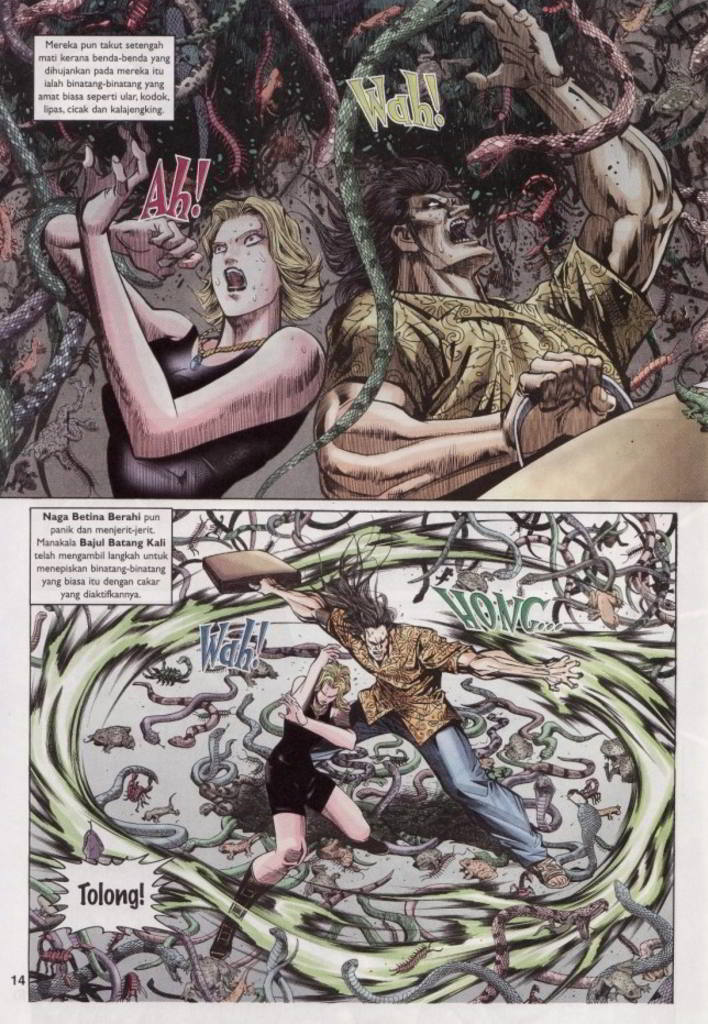 Mereka pun takut setengah
mati kerana benda-benda yang
dihujankan pada mereka itu
ialah binatang-binatang yang
amat biasa seperti ular, kodok,
lipas, cicak dan kalajengking.
Wah!
Ah!
Naga Betina Berahi pun
panik dan menjerit-jerit.
Manakala Bajul Batang Kali
telah mengambil langkah untuk
menepiskan binatang-binatang
yang biasa itu dengan cakar
yang diaktifkannya.
HONG...
Wah!
Tolong!
14